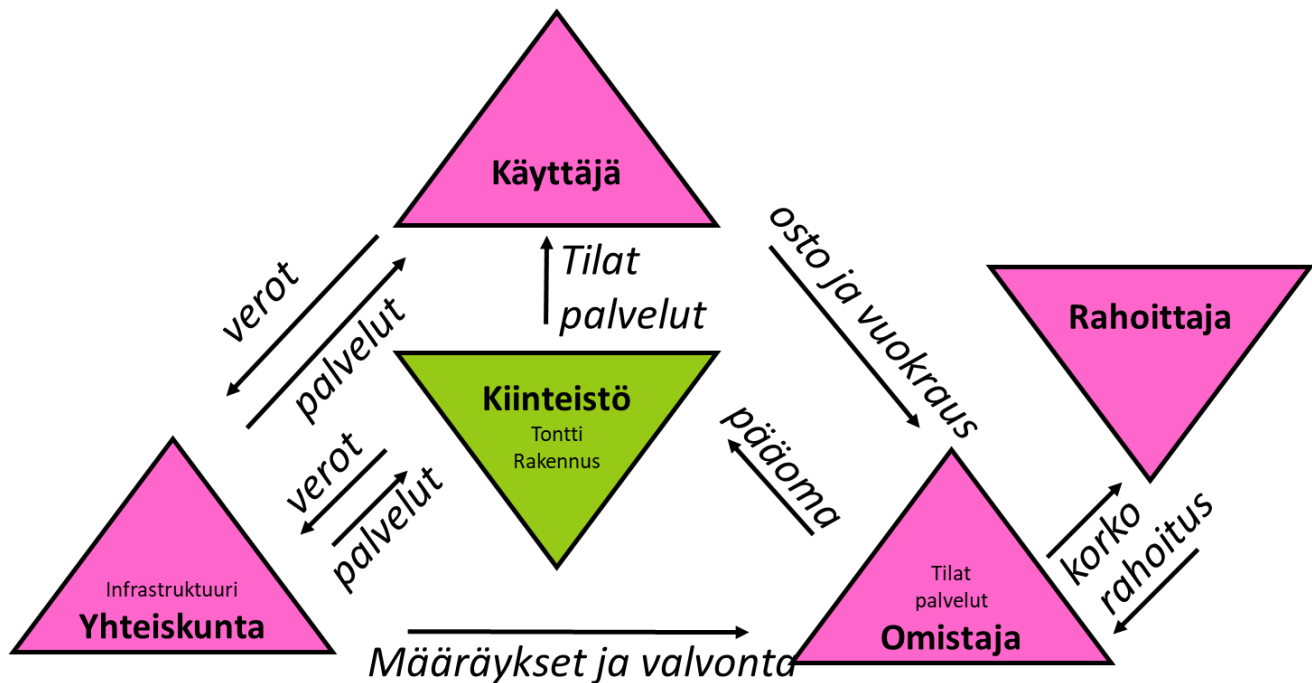 Käyttäjä
osto ja vuokraus
verot
palvelut
Tilat
palvelut
Rahoittaja
Kiinteistö
Tontti
Rakennus
pääoma
verot
palvelut
korko
rahoitus
Infrastruktuuri
Yhteiskunta
Tilat
palvelut
Omistaja
Määräykset ja valvonta